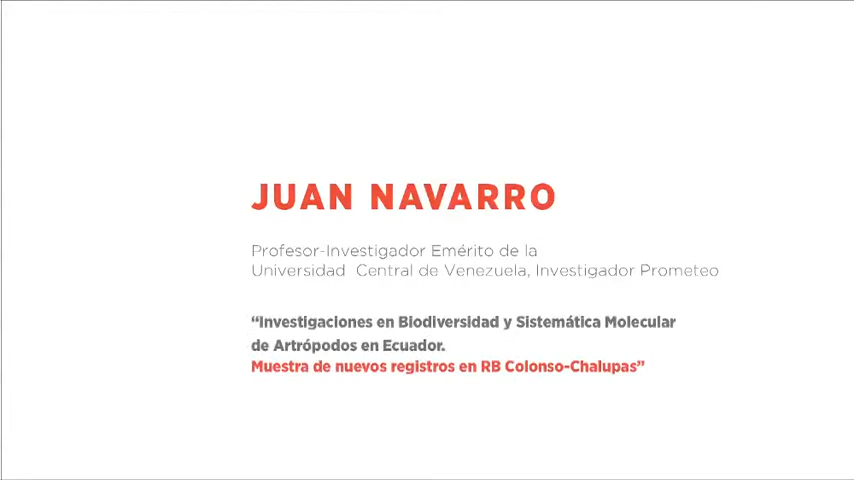 JUAN NAVARRO
Profesor-Investigador Emérito de la
Universidad Central de Venezuela, Investigador Prometeo
“Investigaciones en Biodiversidad y Sistemática Molecular
de Artrópodos en Ecuador.
Muestra de nuevos registros en RB Colonso-Chalupas”